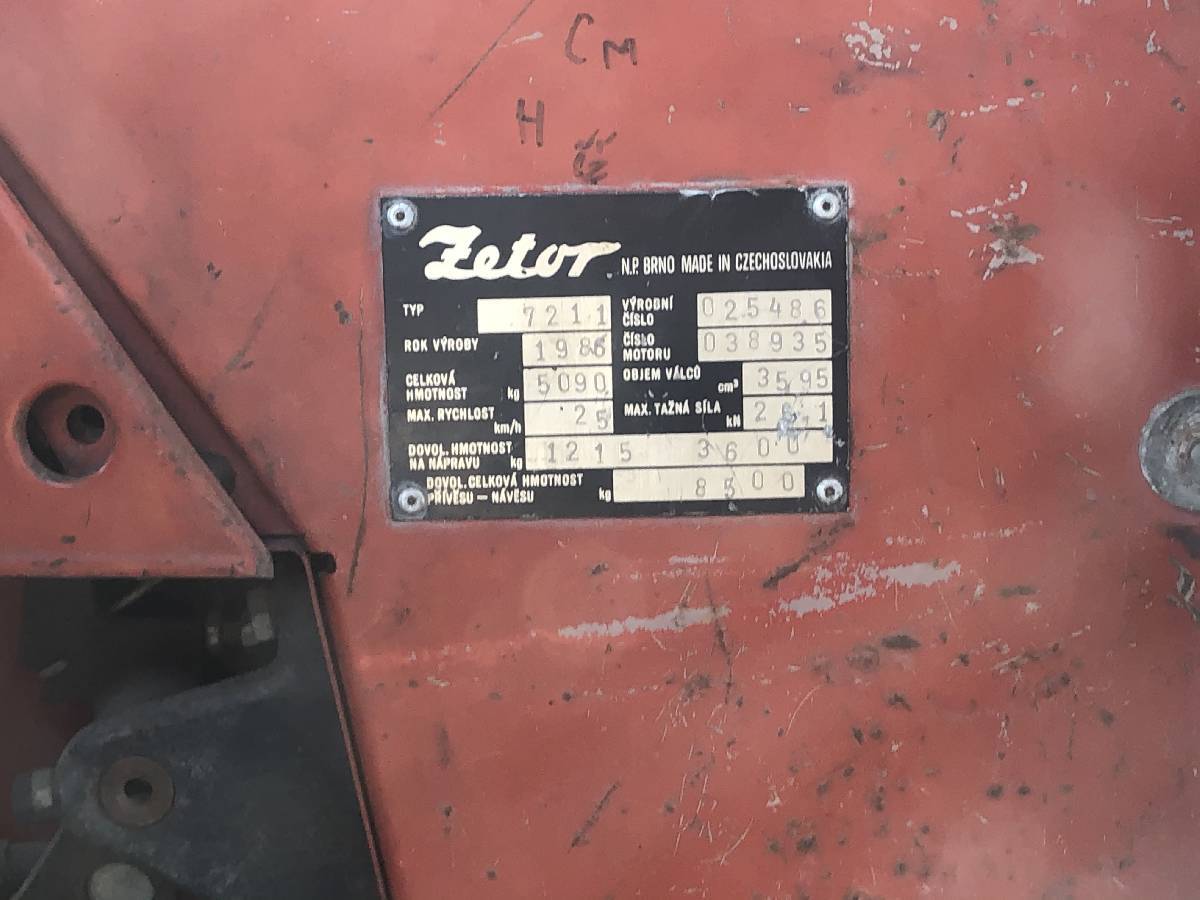 CM
H
Zetor N.P. BRNO MADE IN CZECHOSLOVAKIA
TYP 7211 VÝROBNÍ ČÍSLO 025486
ROK VÝROBY 1986 ČÍSLO MOTORU 038935
CELKOVÁ HMOTNOST kg 5090 OBJEM VÁLCŮ cm³ 3595
MAX. RYCHLOST km/h 25 MAX. TAŽNÁ SÍLA kN
DOVOL. HMOTNOST NA NÁPRAVU kg 1215 3600
DOVOL. CELKOVÁ HMOTNOST PŘÍVĚSU — NÁVĚSU kg 8500